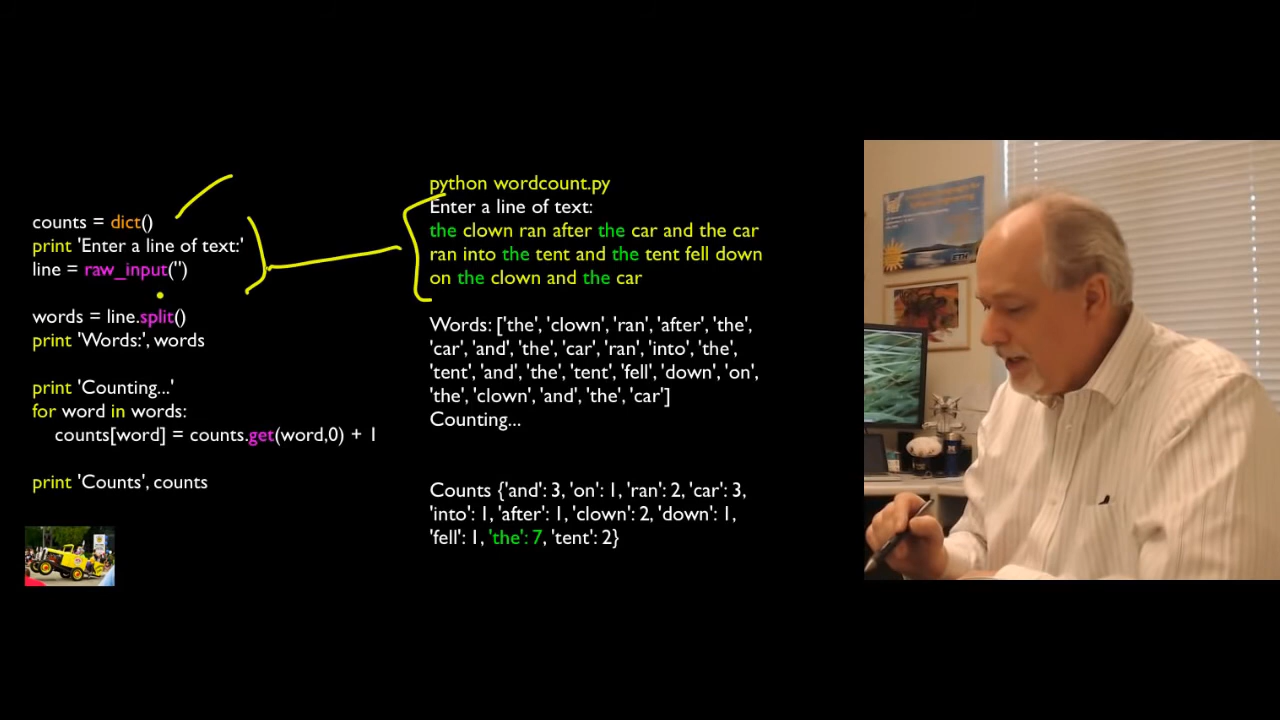 counts = dict()
print 'Enter a line of text:'
line = raw_input('')
words = line.split()
print 'Words:', words
print 'Counting...'
for word in words:
counts[word] = counts.get(word,0) + 1
print 'Counts', counts
python wordcount.py
Enter a line of text:
the clown ran after the car and the car
ran into the tent and the tent fell down
on the clown and the car
Words: ['the', 'clown', 'ran', 'after', 'the',
'car', 'and', 'the', 'car', 'ran', 'into', 'the',
'tent', 'and', 'the', 'tent', 'fell', 'down', 'on',
'the', 'clown', 'and', 'the', 'car']
Counting...
Counts {'and': 3, 'on': 1, 'ran': 2, 'car': 3,
'into': 1, 'after': 1, 'clown': 2, 'down': 1,
'fell': 1, 'the': 7, 'tent': 2}